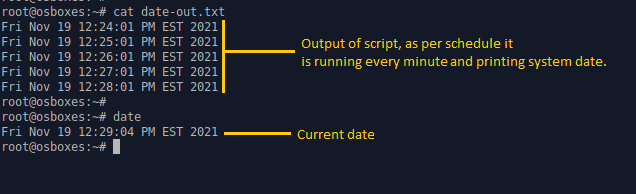 root@osboxes:~# cat date-out.txt
Fri Nov 19 12:24:01 PM EST 2021
Fri Nov 19 12:25:01 PM EST 2021
Fri Nov 19 12:26:01 PM EST 2021
Fri Nov 19 12:27:01 PM EST 2021
Fri Nov 19 12:28:01 PM EST 2021
Output of script, as per schedule it
is running every minute and printing system date.
root@osboxes:~#
root@osboxes:~# date
Fri Nov 19 12:29:04 PM EST 2021
Current date
root@osboxes:~#